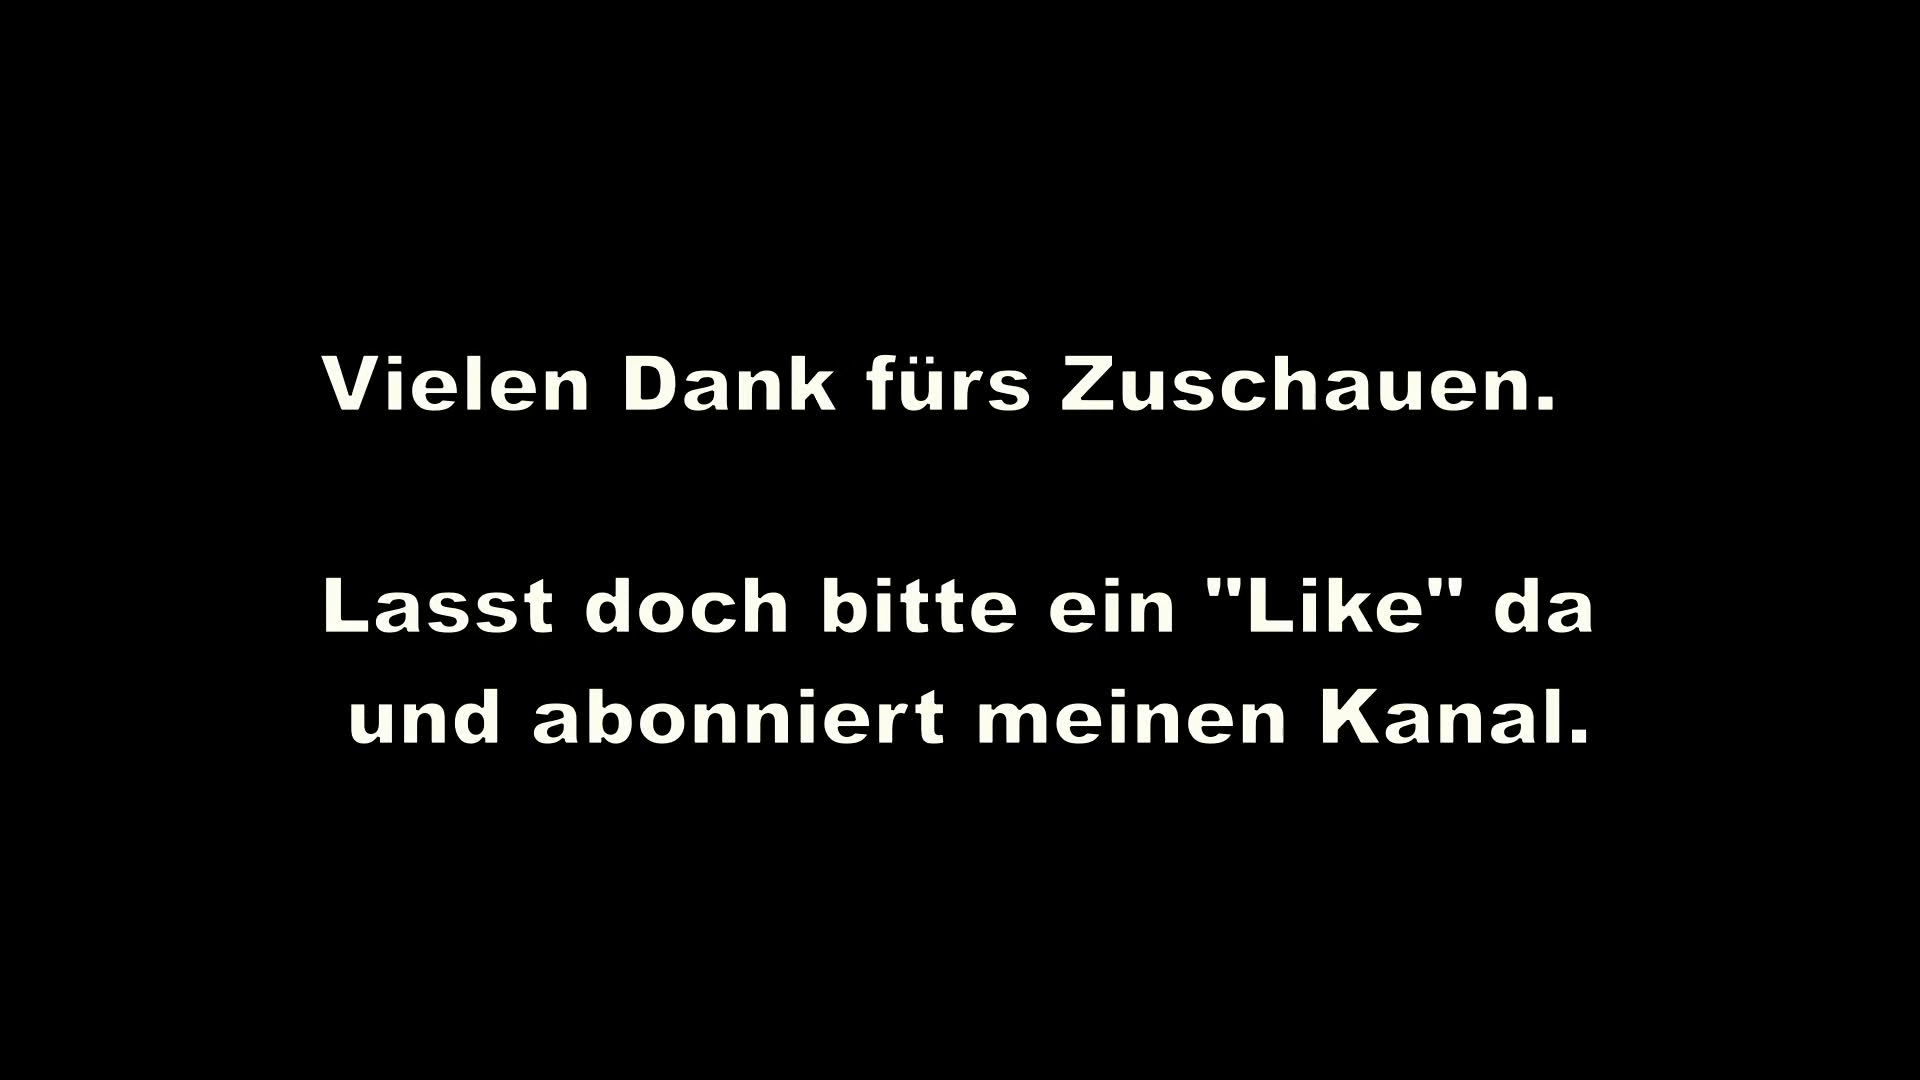 Vielen Dank fürs Zuschauen.
Lasst doch bitte ein "Like" da
und abonniert meinen Kanal.